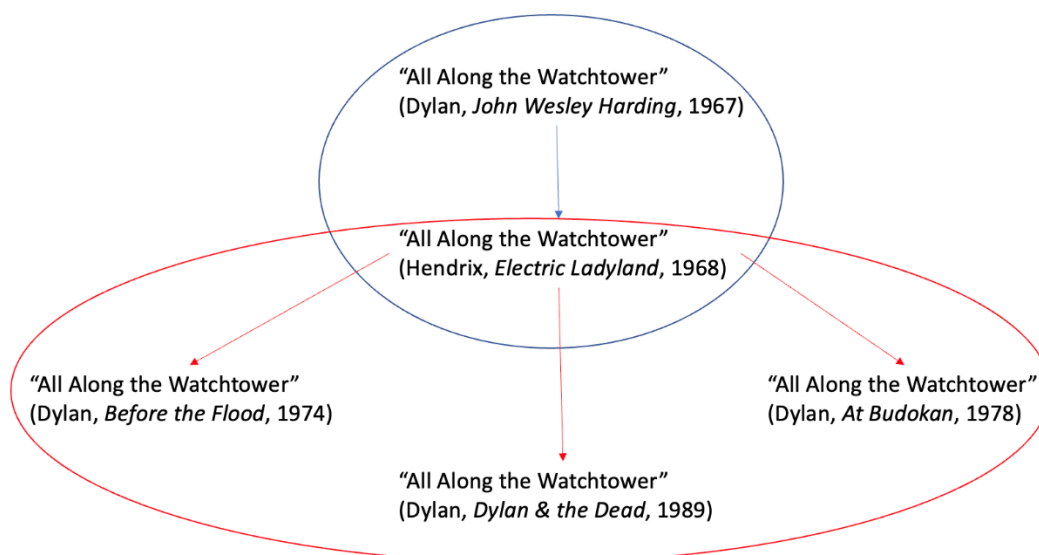 “All Along the Watchtower”
(Dylan, John Wesley Harding, 1967)
“All Along the Watchtower”
(Hendrix, Electric Ladyland, 1968)
“All Along the Watchtower”
(Dylan, Before the Flood, 1974)
“All Along the Watchtower”
(Dylan, At Budokan, 1978)
“All Along the Watchtower”
(Dylan, Dylan & the Dead, 1989)